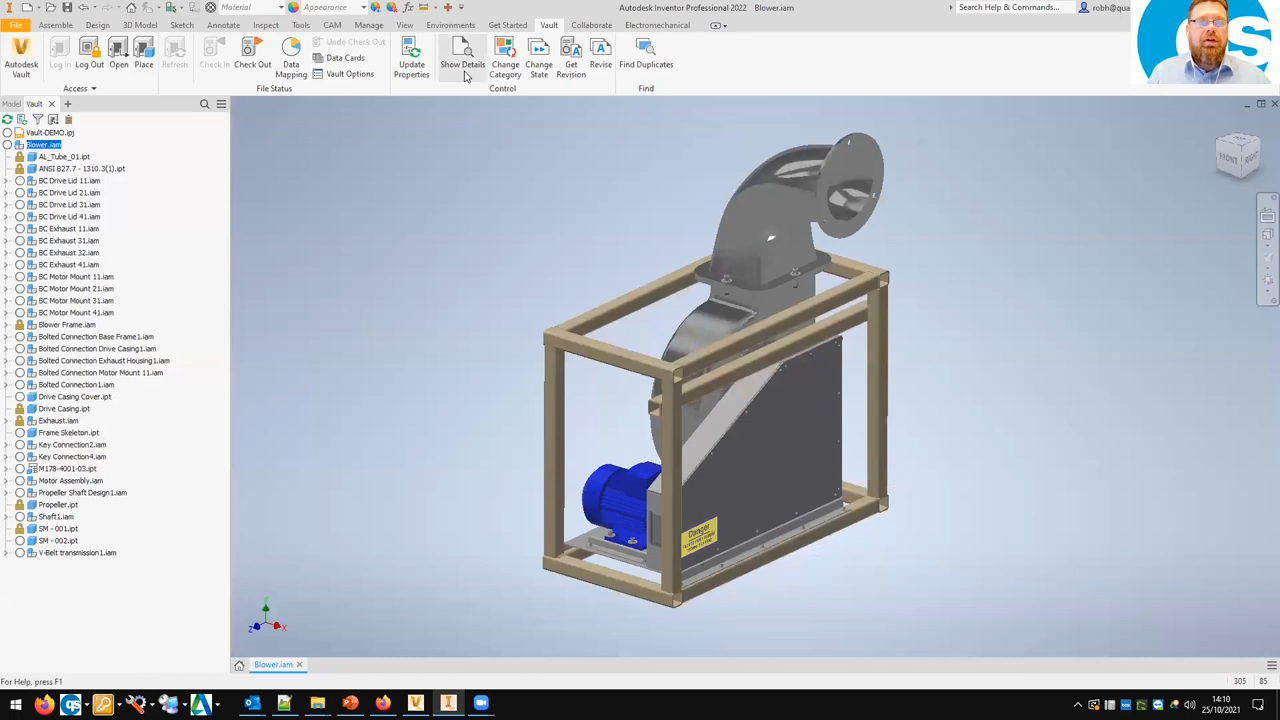 Material
Appearance
Autodesk Inventor Professional 2022 Blower.iam
Search Help & Commands...
robh@qua
File
Assemble
Design
3D Model
Sketch
Annotate
Inspect
Tools
CAM
Manage
View
Environments
Get Started
Vault
Collaborate
Electromechanical
Autodesk Vault
Log In
Log Out
Open
Place
Refresh
Check In
Check Out
Data Mapping
Undo Check Out
Data Cards
Vault Options
Update Properties
Show Details
Change Category
Change State
Get Revision
Revise
Find Duplicates
Access
File Status
Control
Find
Model
Vault
Vault-DEMO.ipj
Blower.iam
AL_Tube_01.ipt
ANSI B27.7 - 1310.3(1).ipt
BC Drive Lid 11.iam
BC Drive Lid 21.iam
BC Drive Lid 31.iam
BC Drive Lid 41.iam
BC Exhaust 11.iam
BC Exhaust 31.iam
BC Exhaust 32.iam
BC Exhaust 41.iam
BC Motor Mount 11.iam
BC Motor Mount 21.iam
BC Motor Mount 31.iam
BC Motor Mount 41.iam
Blower Frame.iam
Bolted Connection Base Frame1.iam
Bolted Connection Drive Casing1.iam
Bolted Connection Exhaust Housing1.iam
Bolted Connection Motor Mount 11.iam
Bolted Connection1.iam
Drive Casing Cover.ipt
Drive Casing.ipt
Exhaust.iam
Frame Skeleton.ipt
Key Connection2.iam
Key Connection4.iam
M178-4001-03.ipt
Motor Assembly.iam
Propeller Shaft Design1.iam
Propeller.ipt
Shaft1.iam
SM - 001.ipt
SM - 002.ipt
V-Belt transmission1.iam
FRONT
RIGHT
Danger
Y
Z
X
Blower.iam
For Help, press F1
305
85
14:10
25/10/2021